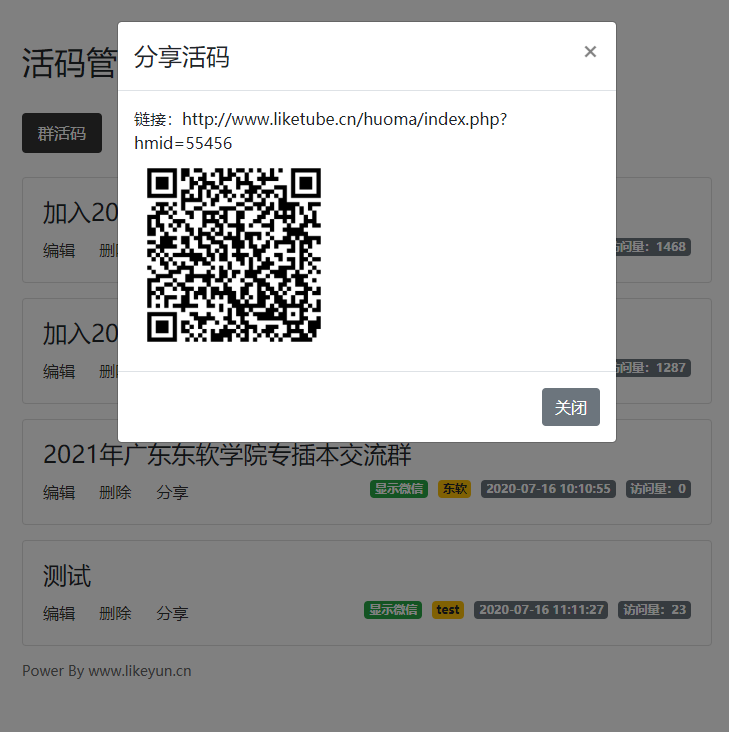 活码管
分享活码
×
群活码
链接：http://www.liketube.cn/huoma/index.php?
hmid=55456
加入20
编辑 删
访问量：1468
加入20
编辑 删
访问量：1287
关闭
2021年广东东软学院专插本交流群
编辑 删除 分享
显示微信 东软 2020-07-16 10:10:55 访问量：0
测试
编辑 删除 分享
显示微信 test 2020-07-16 11:11:27 访问量：23
Power By www.likeyun.cn